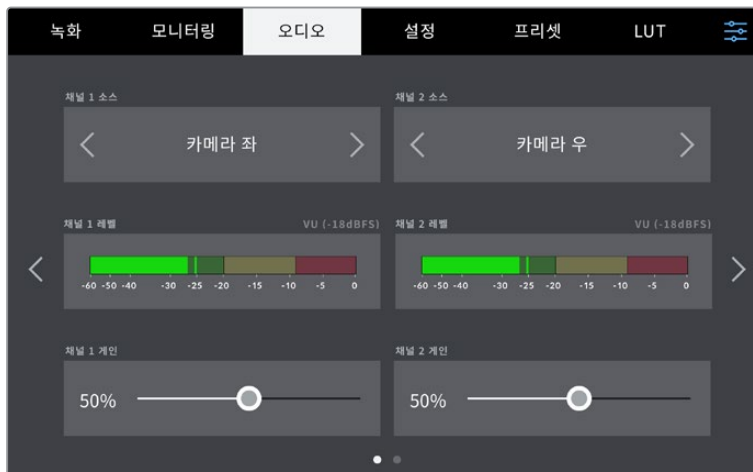 녹화 모니터링 오디오 설정 프리셋 LUT
채널 1 소스 채널 2 소스
카메라 좌 카메라 우
채널 1 레벨 VU (-18dBFS) 채널 2 레벨 VU (-18dBFS)
-60 -50 -40 -30 -25 -20 -15 -10 -5 0 -60 -50 -40 -30 -25 -20 -15 -10 -5 0
채널 1 게인 채널 2 게인
50% 50%